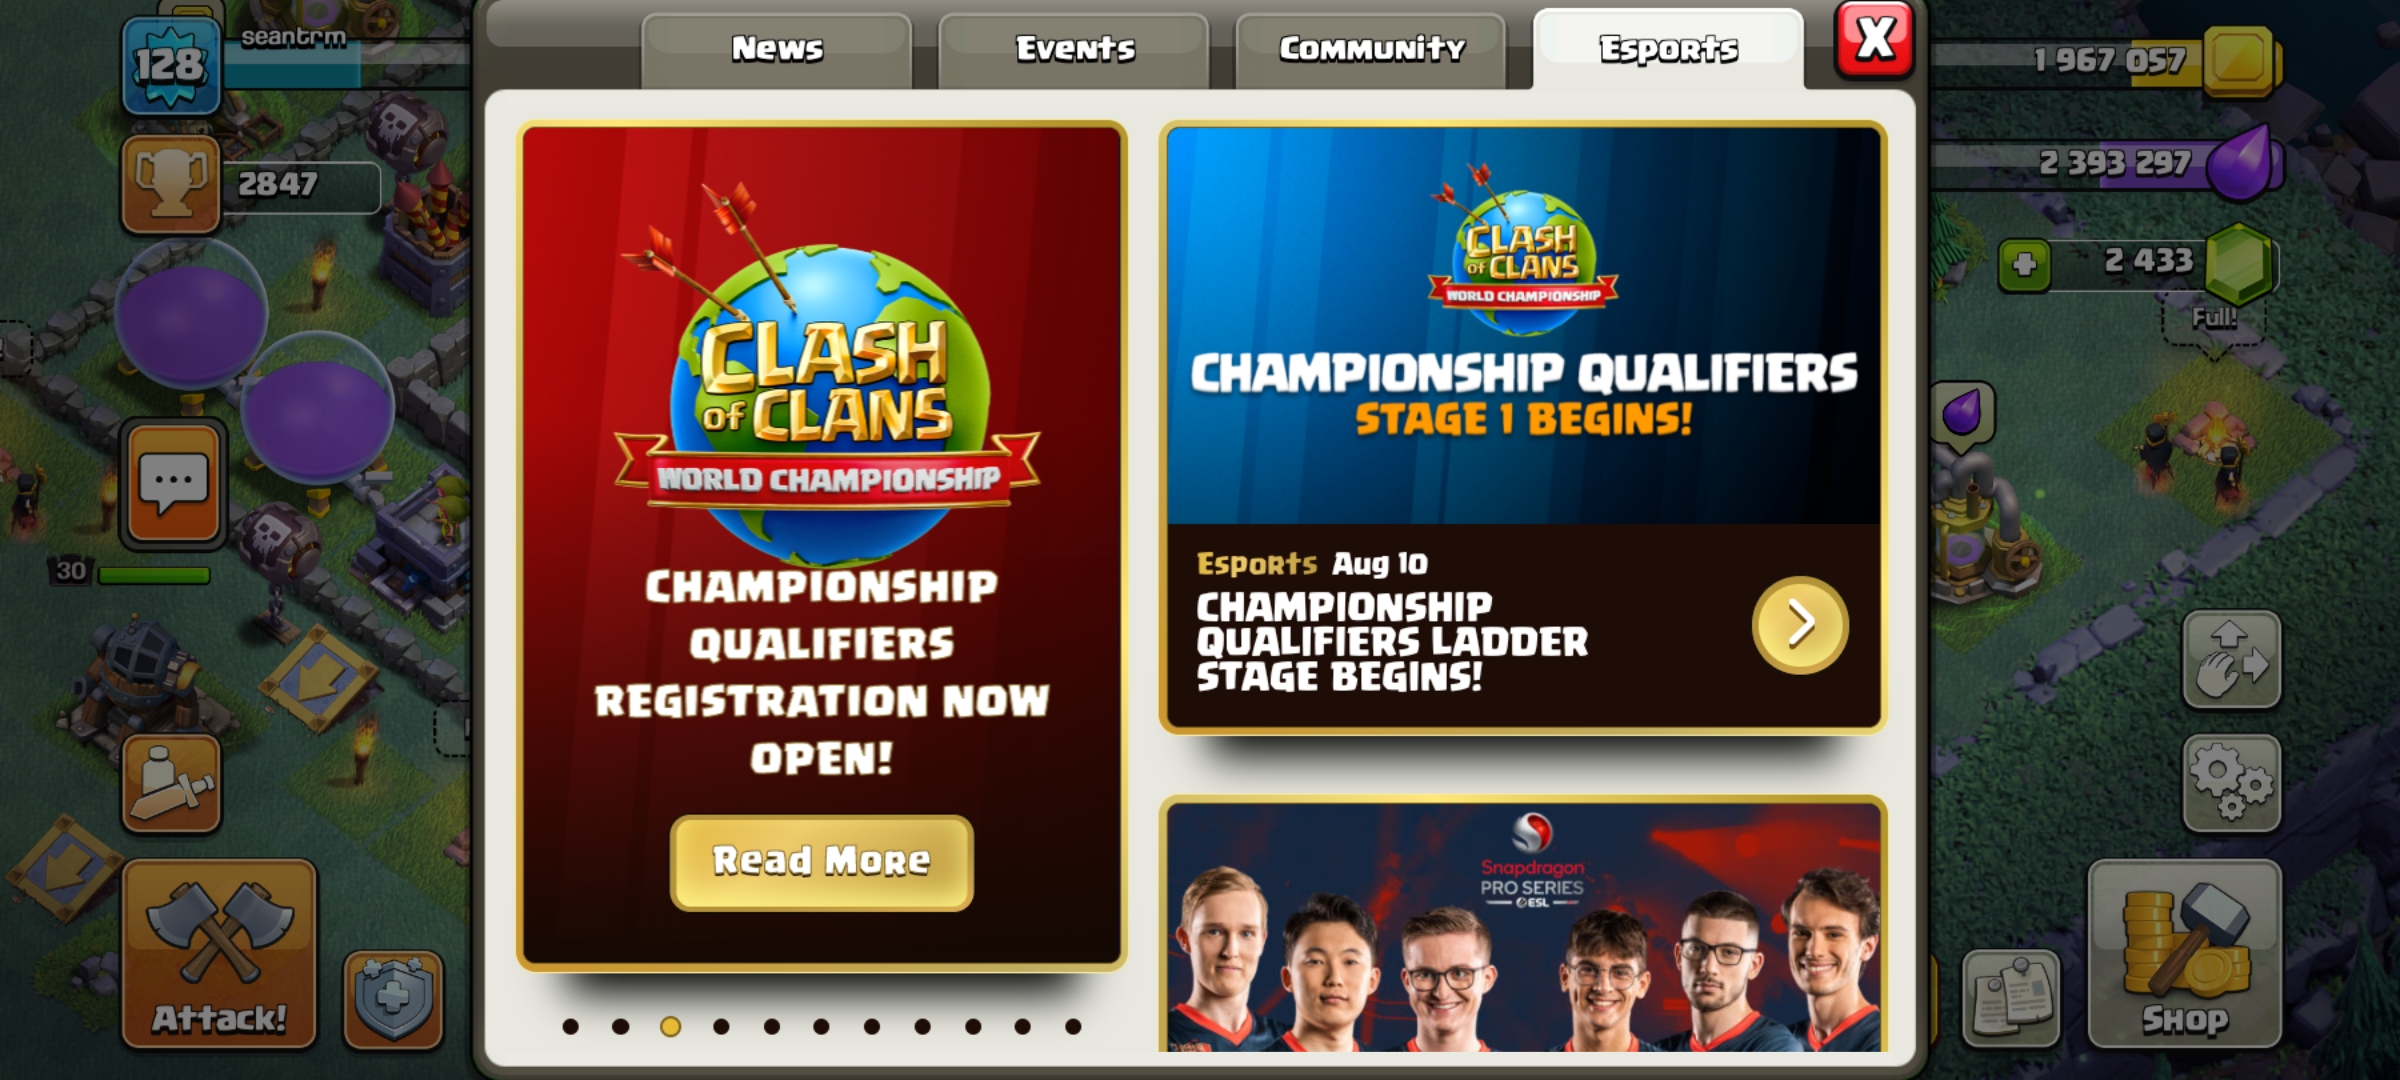 128
seantrm
2847
30
Attack!
News
Events
Community
Esports
X
CLASH
of CLANS
WORLD CHAMPIONSHIP
CHAMPIONSHIP
QUALIFIERS
REGISTRATION NOW
OPEN!
Read More
CLASH
of CLANS
WORLD CHAMPIONSHIP
CHAMPIONSHIP QUALIFIERS
STAGE 1 BEGINS!
Esports Aug 10
CHAMPIONSHIP
QUALIFIERS LADDER
STAGE BEGINS!
Snapdragon
PRO SERIES
ESL
1 967 057
2 393 297
2 433
Full!
Shop